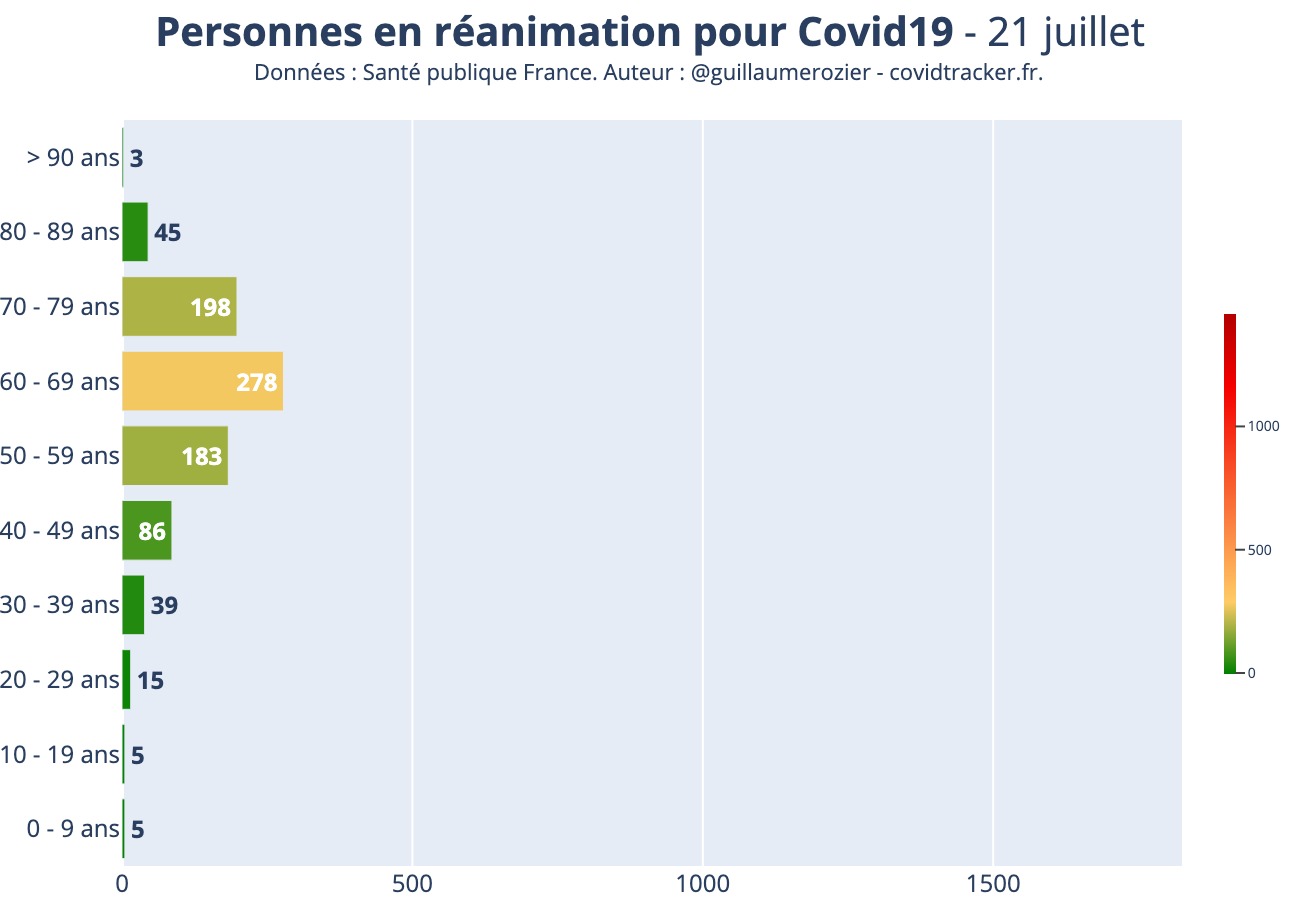 Personnes en réanimation pour Covid19 - 21 juillet
Données : Santé publique France. Auteur : @guillaumerozier - covidtracker.fr.
> 90 ans 3
80 - 89 ans 45
70 - 79 ans 198
60 - 69 ans 278
50 - 59 ans 183
40 - 49 ans 86
30 - 39 ans 39
20 - 29 ans 15
10 - 19 ans 5
0 - 9 ans 5
0 500 1000 1500
1000
500
0